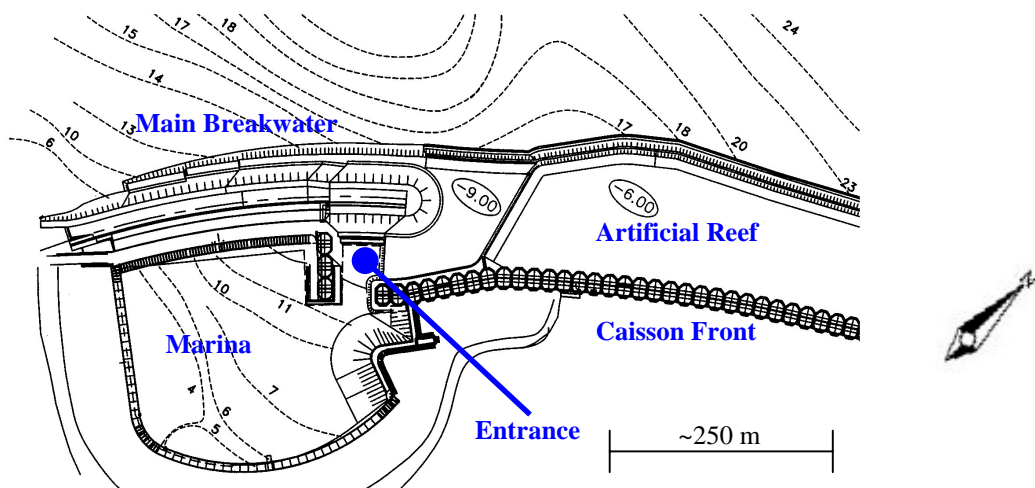 24
15
17
18
14
Main Breakwater
10
13
6
17
18
20
23
-9.00
-6.00
Artificial Reef
10
11
Marina
Caisson Front
4
7
6
5
Entrance
~250 m
N